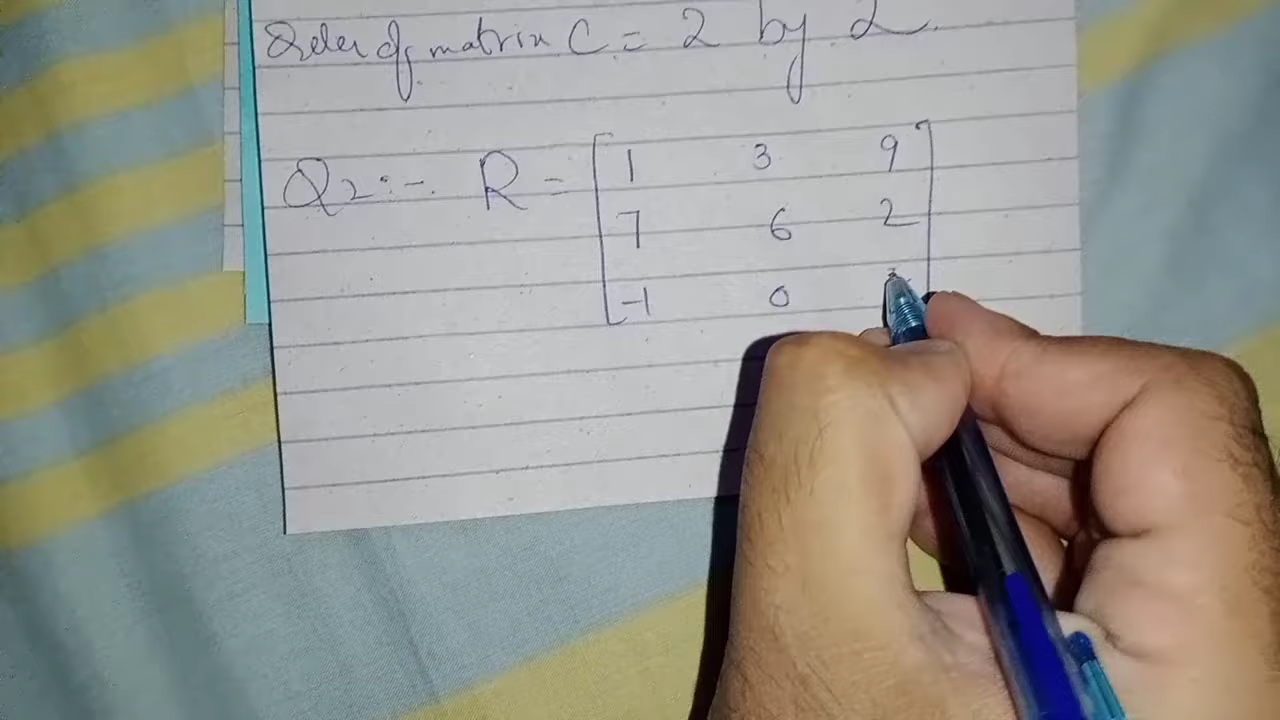 Order of matrix C = 2 by 2.
Q2:- R = [1 3 9
7 6 2
-1 0